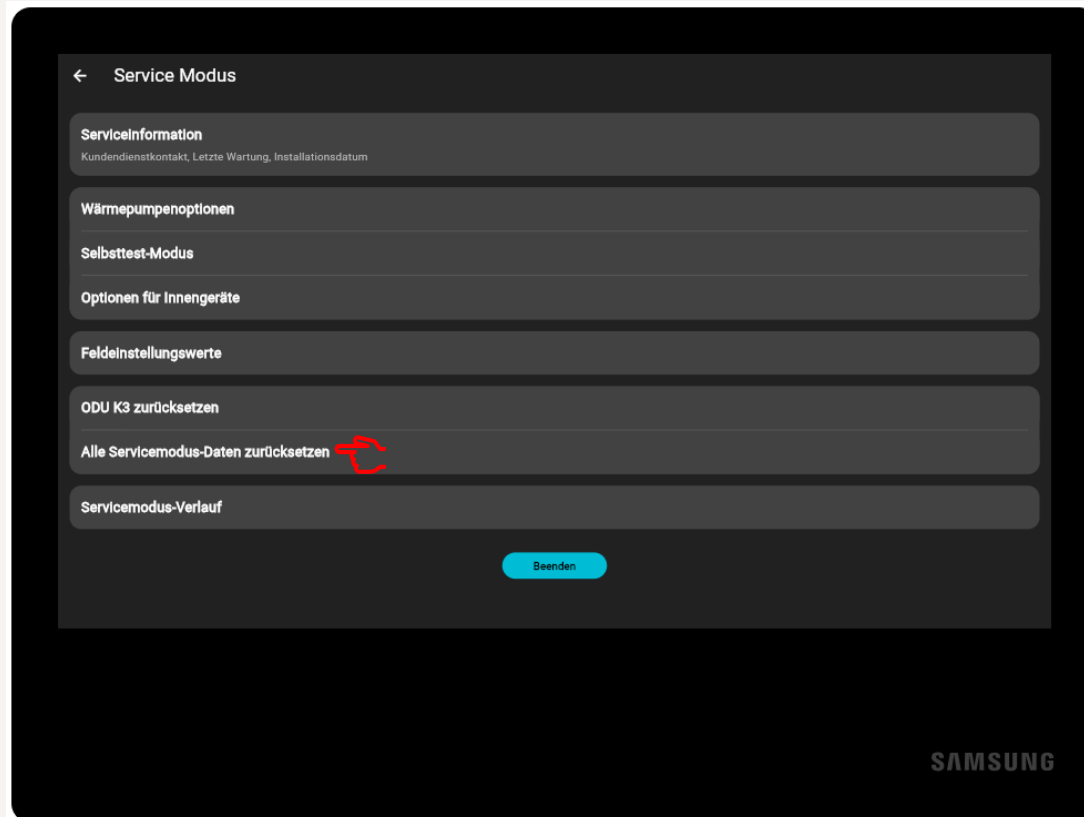 Service Modus
Serviceinformation
Kundendienstkontakt, Letzte Wartung, Installationsdatum
Wärmepumpenoptionen
Selbsttest-Modus
Optionen für Innengeräte
Feldeinstellungswerte
ODU K3 zurücksetzen
Alle Servicemodus-Daten zurücksetzen
Servicemodus-Verlauf
Beenden
SAMSUNG